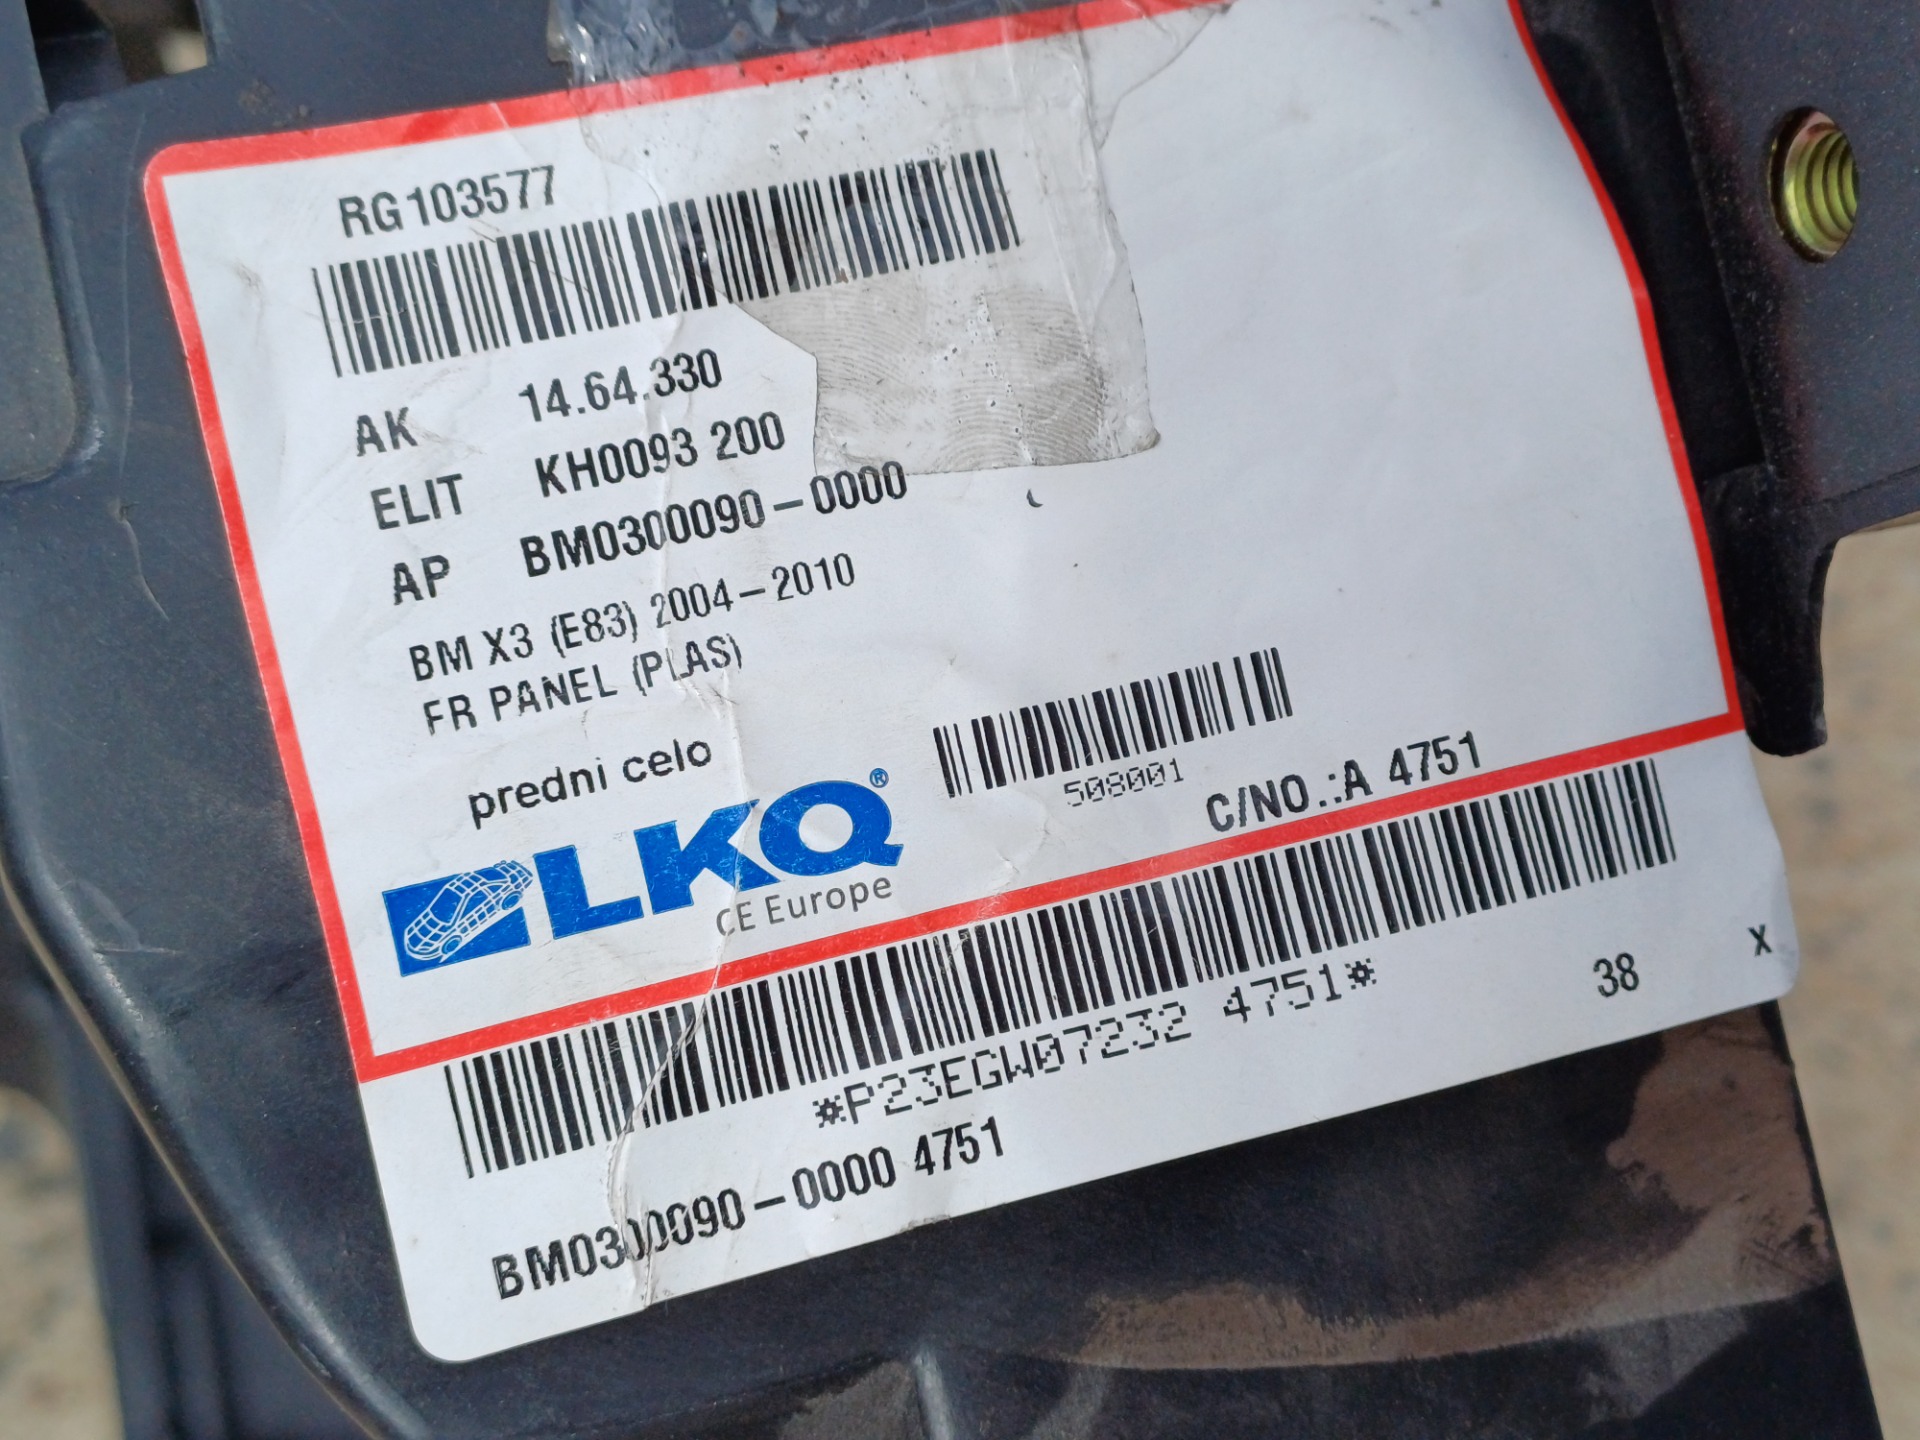 RG103577
AK 14.64.330
ELIT KH0093 200
AP BM0300090-0000
BM X3 (E83) 2004-2010
FR PANEL (PLAS)
predni celo
508001
LKQ®
CE Europe
C/NO.:A 4751
*P23EGW07232 4751*
38
X
BM0300090-0000 4751